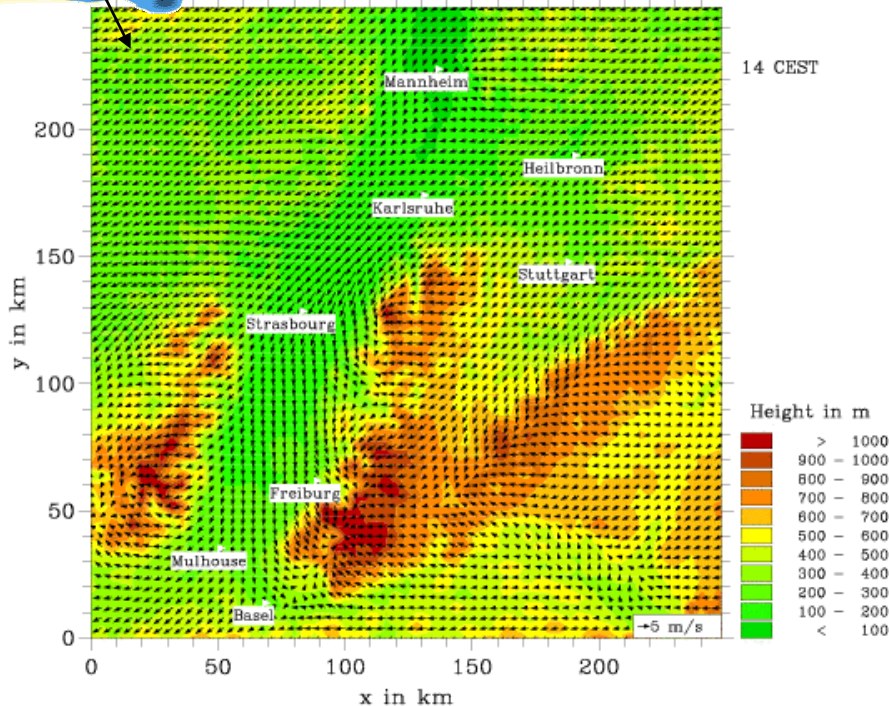 14 CEST
Mannheim
200
Heilbronn
Karlsruhe
150
Stuttgart
Strasbourg
y in km
100
Height in m
> 1000
900 – 1000
800 – 900
700 – 800
600 – 700
500 – 600
400 – 500
300 – 400
200 – 300
100 – 200
< 100
Freiburg
50
Mulhouse
Basel
5 m/s
0
0 50 100 150 200
x in km